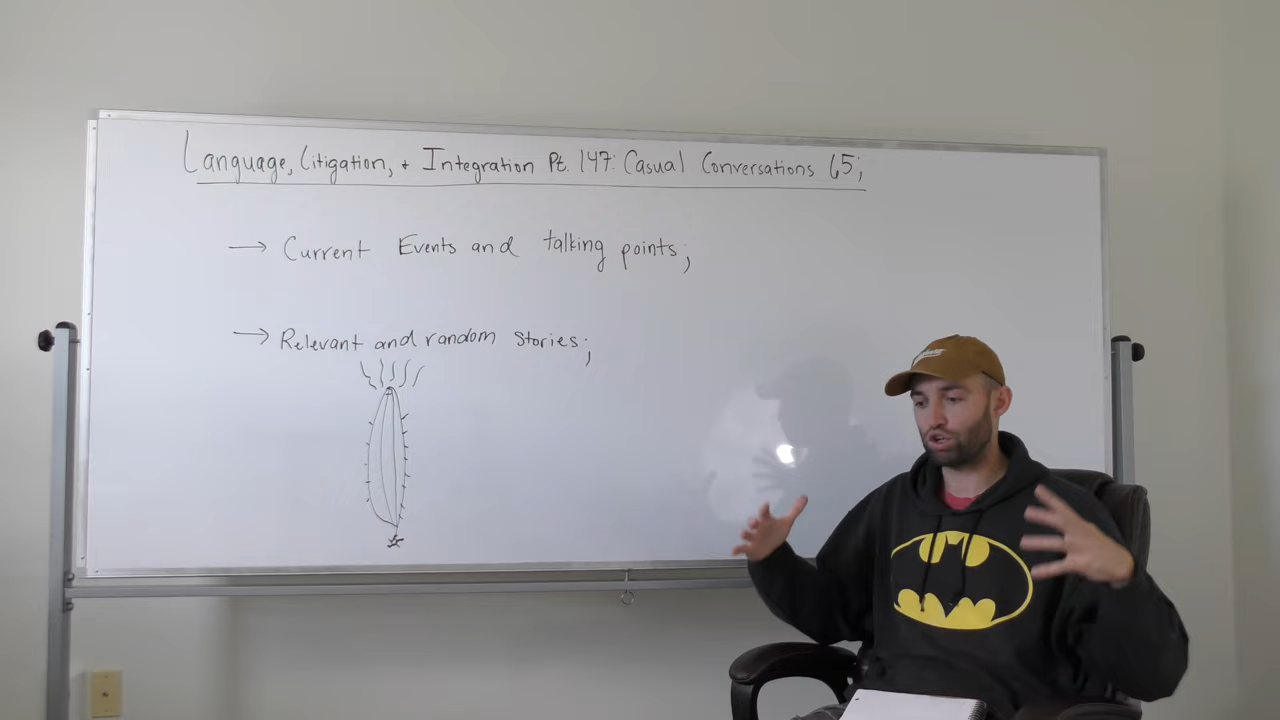 Language, Litigation, + Integration Pt. 147: Casual Conversations 65;
→ Current Events and talking points;
→ Relevant and random stories;